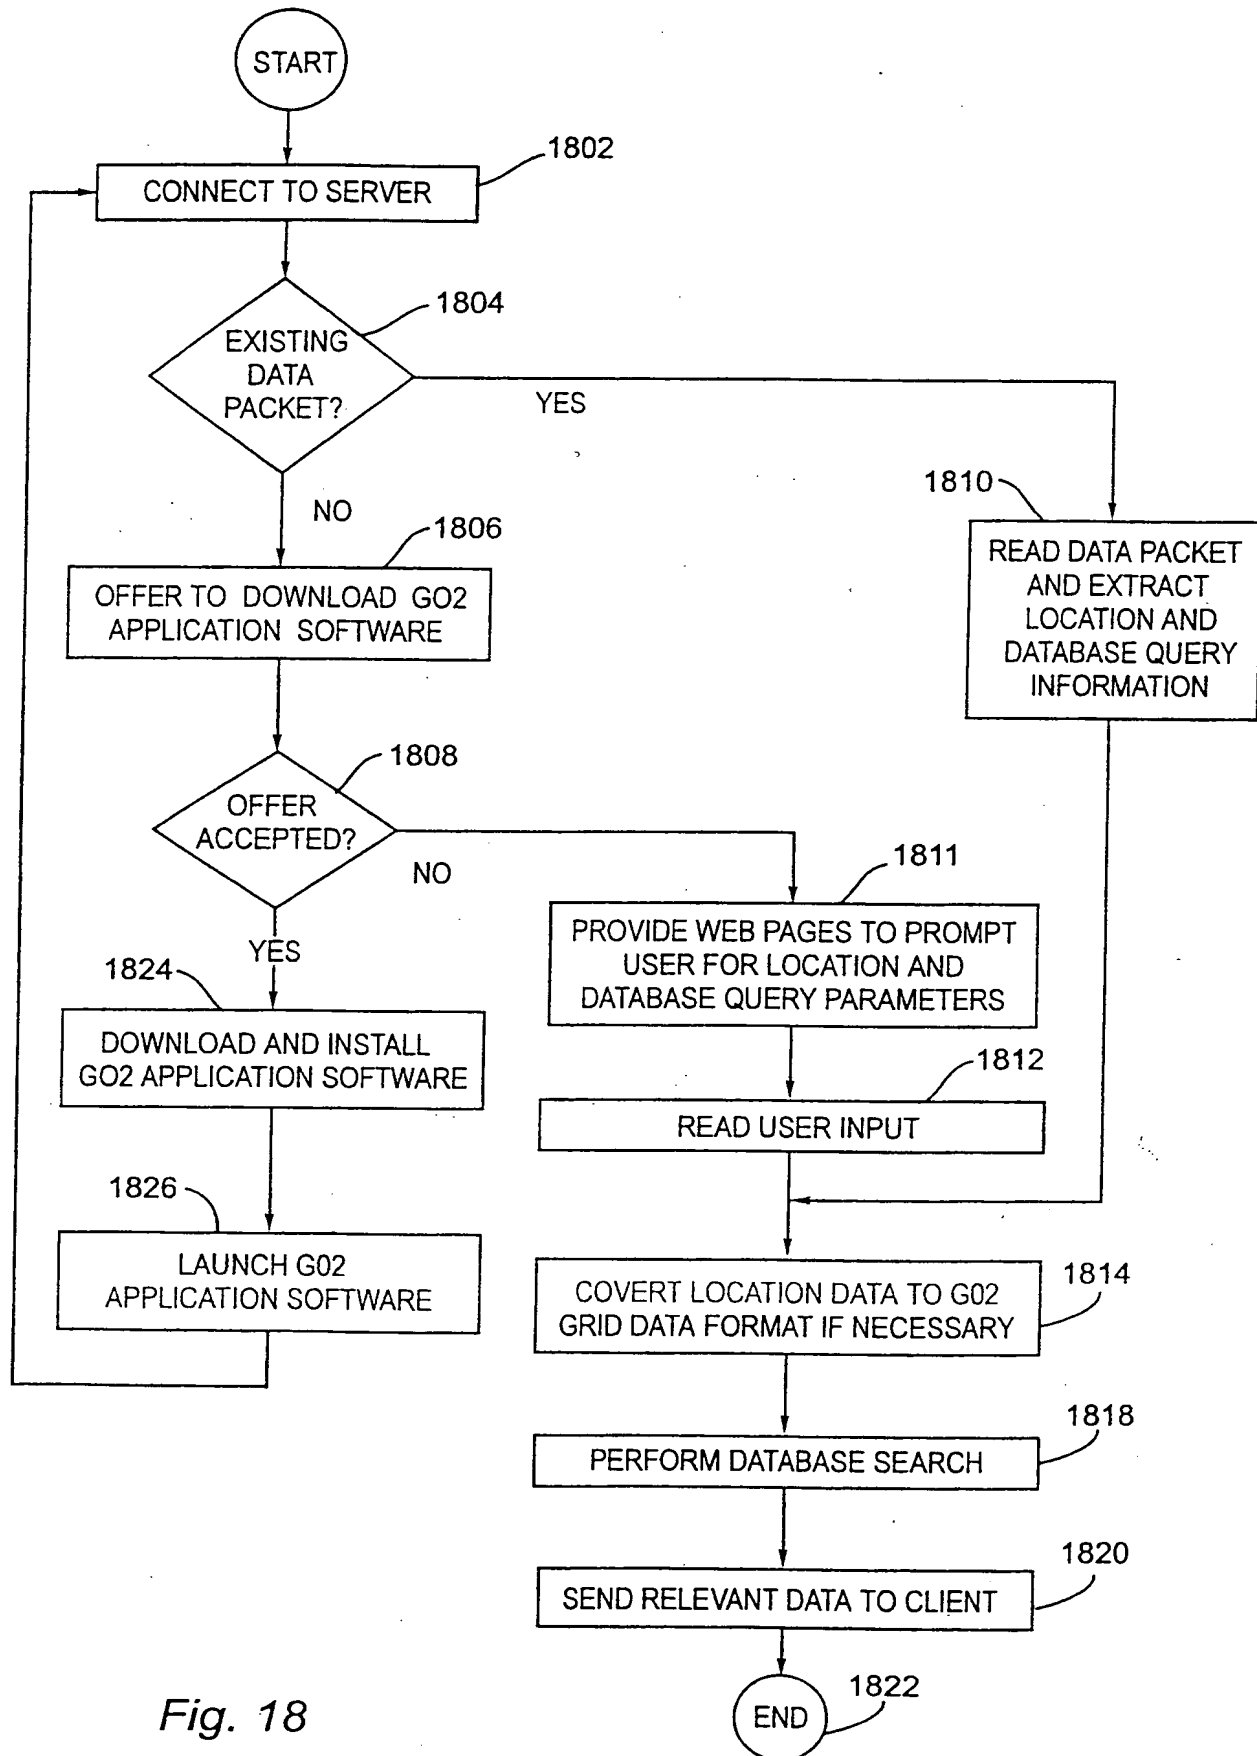 START
1802
CONNECT TO SERVER
1804
EXISTING
DATA
PACKET?
YES
NO
1810
READ DATA PACKET
AND EXTRACT
LOCATION AND
DATABASE QUERY
INFORMATION
1806
OFFER TO DOWNLOAD GO2
APPLICATION SOFTWARE
1808
OFFER
ACCEPTED?
NO
YES
1811
PROVIDE WEB PAGES TO PROMPT
USER FOR LOCATION AND
DATABASE QUERY PARAMETERS
1824
DOWNLOAD AND INSTALL
GO2 APPLICATION SOFTWARE
1812
READ USER INPUT
1826
LAUNCH G02
APPLICATION SOFTWARE
1814
COVERT LOCATION DATA TO G02
GRID DATA FORMAT IF NECESSARY
1818
PERFORM DATABASE SEARCH
1820
SEND RELEVANT DATA TO CLIENT
1822
END
Fig. 18